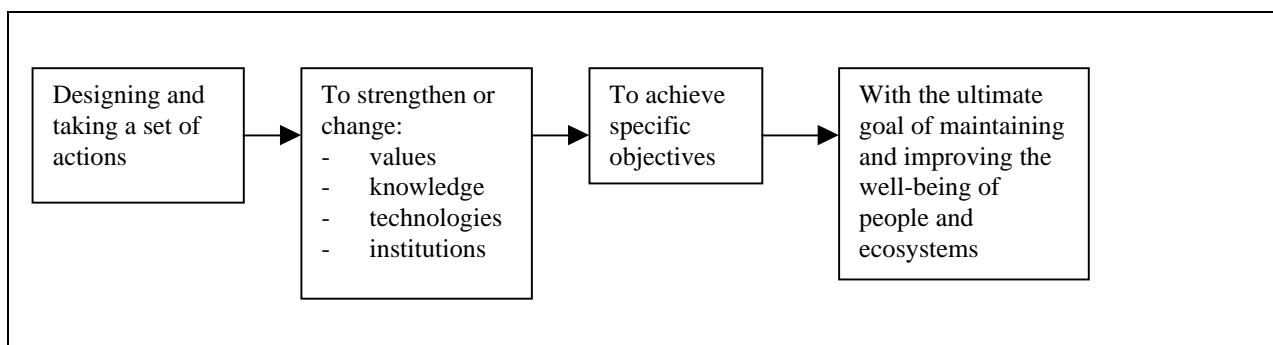 Designing and
taking a set of
actions
To strengthen or
change:
- values
- knowledge
- technologies
- institutions
To achieve
specific
objectives
With the ultimate
goal of maintaining
and improving the
well-being of
people and
ecosystems